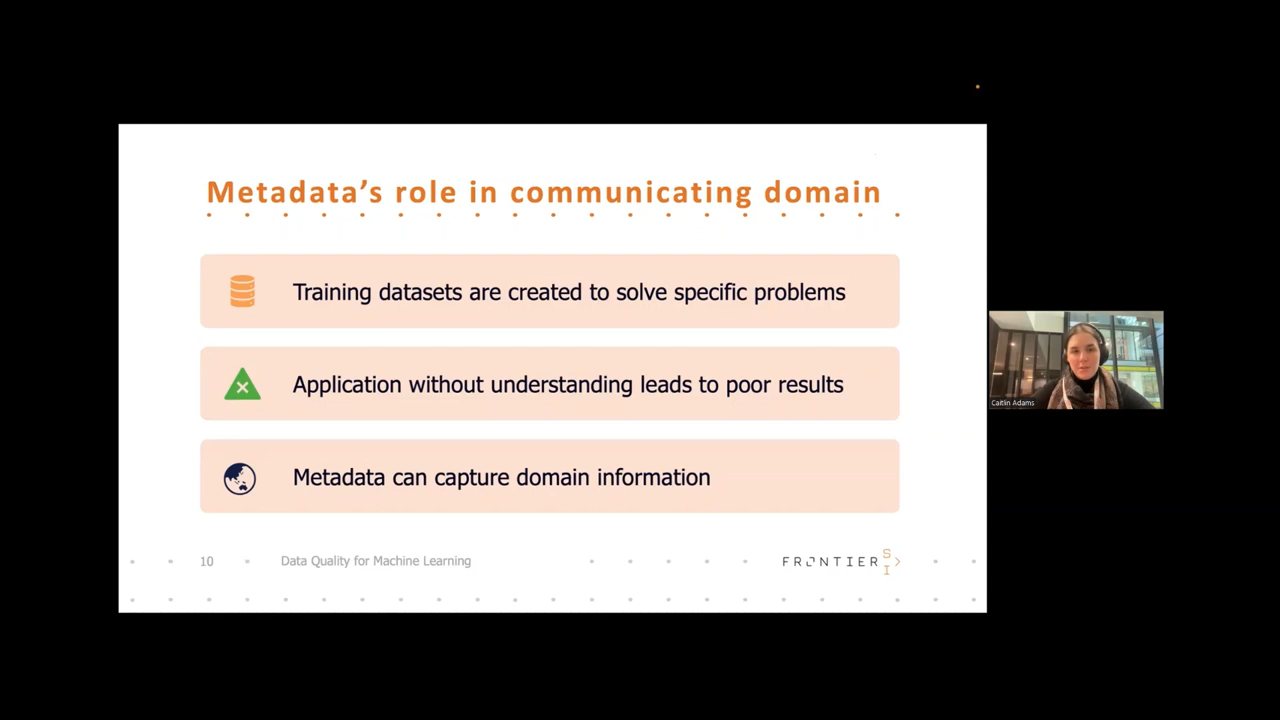 Metadata’s role in communicating domain
Training datasets are created to solve specific problems
Application without understanding leads to poor results
Metadata can capture domain information
10
Data Quality for Machine Learning
FRONTIER SI
Caitlin Adams